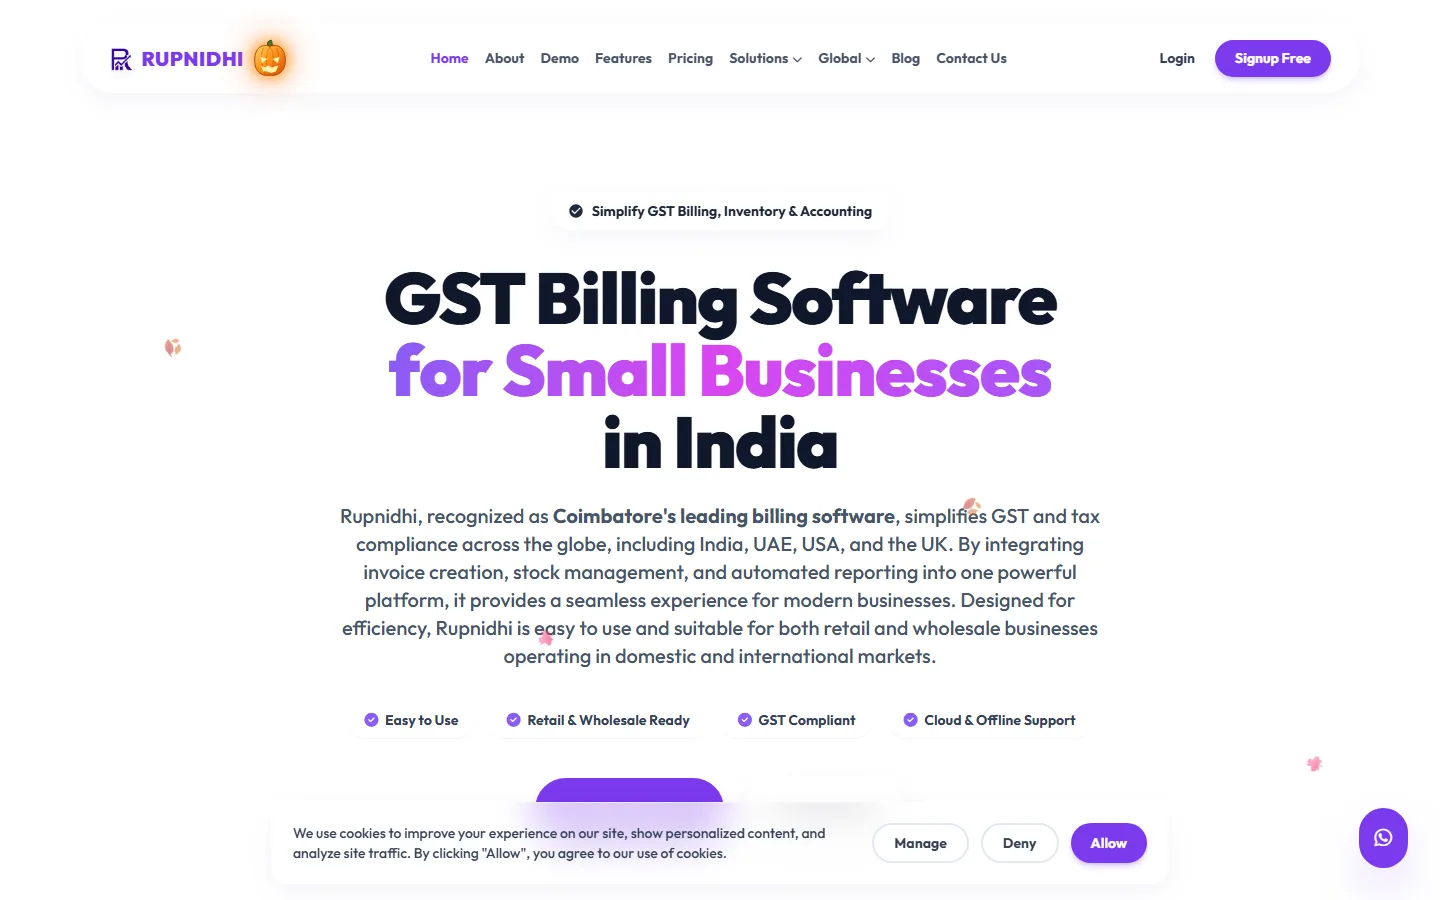 RUPNIDHI
Home About Demo Features Pricing Solutions Global Blog Contact Us
Login Signup Free
Simplify GST Billing, Inventory & Accounting
GST Billing Software
for Small Businesses
in India
Rupnidhi, recognized as Coimbatore's leading billing software, simplifies GST and tax
compliance across the globe, including India, UAE, USA, and the UK. By integrating
invoice creation, stock management, and automated reporting into one powerful
platform, it provides a seamless experience for modern businesses. Designed for
efficiency, Rupnidhi is easy to use and suitable for both retail and wholesale businesses
operating in domestic and international markets.
Easy to Use Retail & Wholesale Ready GST Compliant Cloud & Offline Support
We use cookies to improve your experience on our site, show personalized content, and
analyze site traffic. By clicking "Allow", you agree to our use of cookies.
Manage Deny Allow